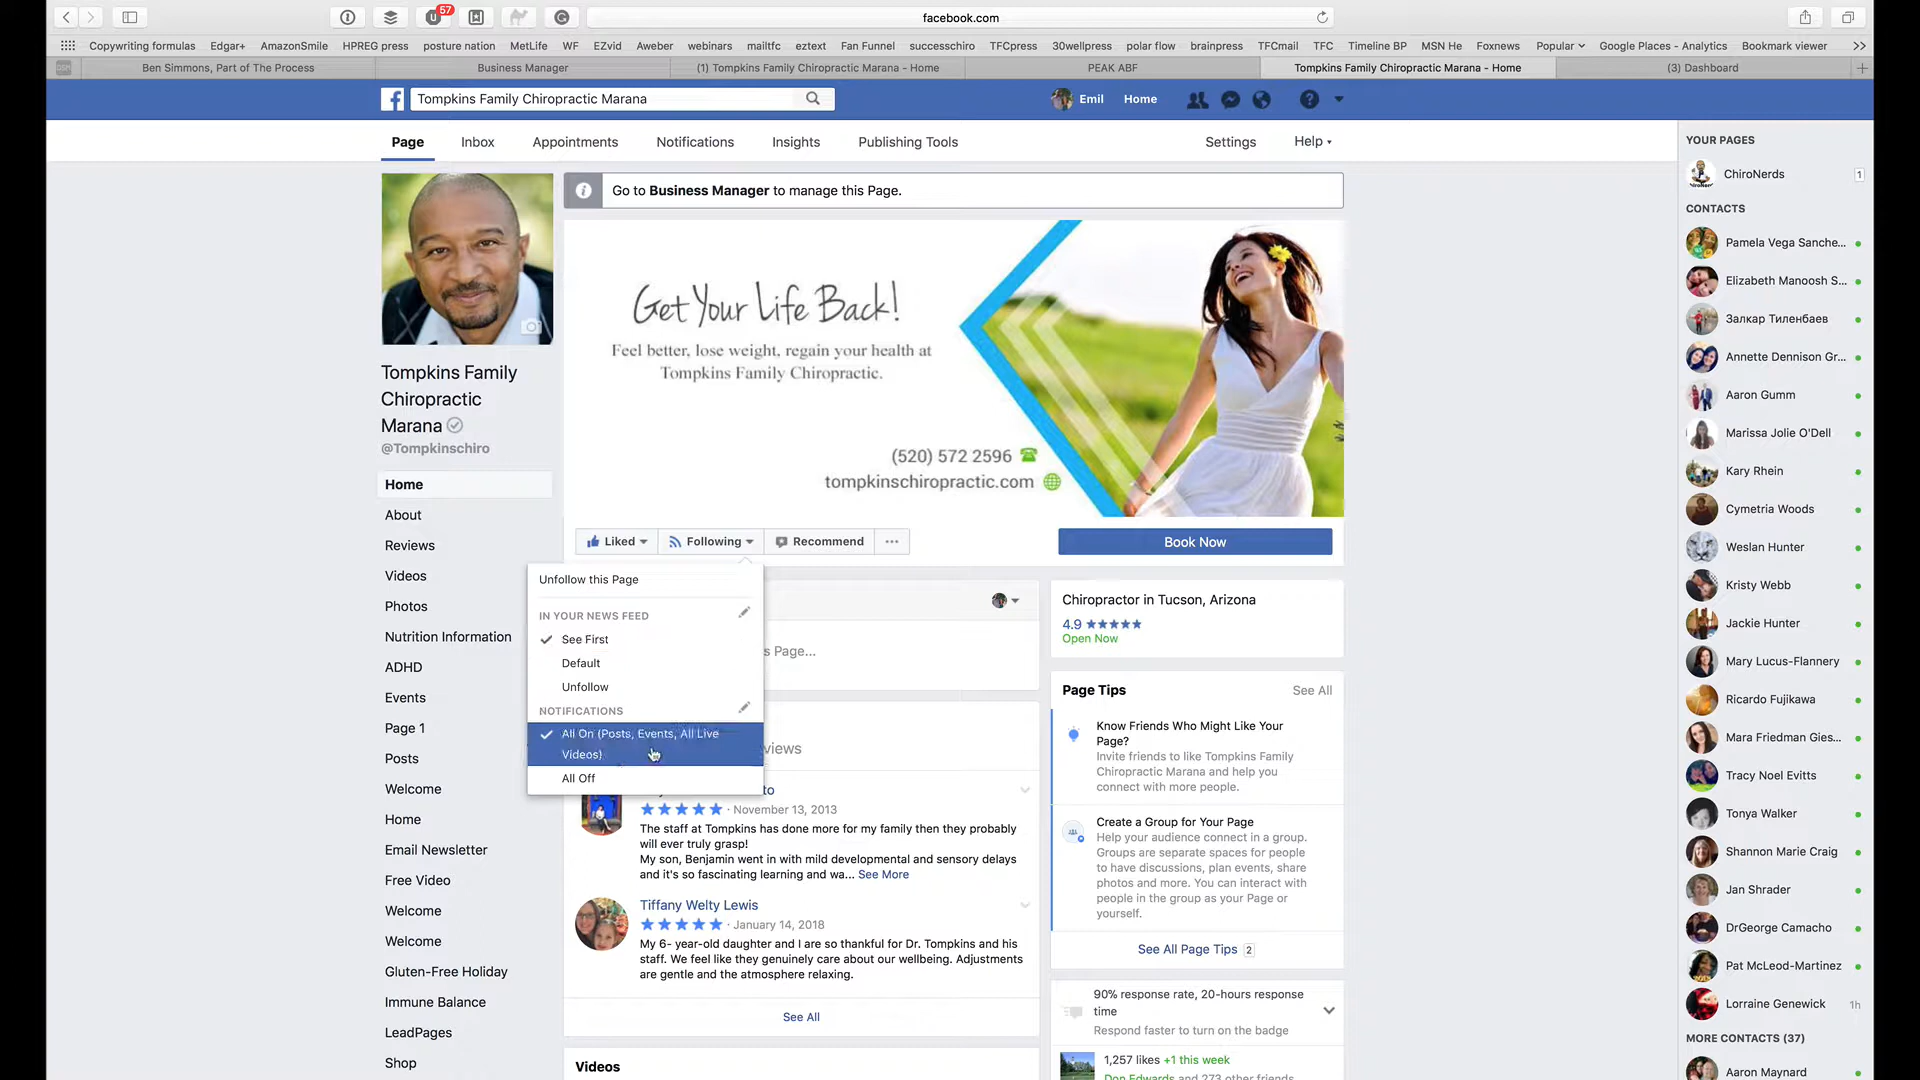 57
facebook.com
Copywriting formulas Edgar+ AmazonSmile HPREG press posture nation MetLife WF EZvid Aweber webinars mailtfc eztext Fan Funnel successchiro TFCpress 30wellpress polar flow brainpress TFCmail TFC Timeline BP MSN He Foxnews Popular Google Places - Analytics Bookmark viewer
Ben Simmons, Part of The Process Business Manager (1) Tompkins Family Chiropractic Marana - Home PEAK ABF Tompkins Family Chiropractic Marana - Home (3) Dashboard
Tompkins Family Chiropractic Marana
Emil Home
Page Inbox Appointments Notifications Insights Publishing Tools Settings Help
Go to Business Manager to manage this Page.
Get Your Life Back!
Feel better, lose weight, regain your health at
Tompkins Family Chiropractic.
(520) 572 2596
tompkinschiropractic.com
Tompkins Family
Chiropractic
Marana
@Tompkinschiro
Home
About
Reviews
Videos
Photos
Nutrition Information
ADHD
Events
Page 1
Posts
Welcome
Home
Email Newsletter
Free Video
Welcome
Welcome
Gluten-Free Holiday
Immune Balance
LeadPages
Shop
Liked Following Recommend ...
Book Now
Unfollow this Page
IN YOUR NEWS FEED
See First
Default
Unfollow
NOTIFICATIONS
All On (Posts, Events, All Live
Videos)
All Off
s Page...
views
to
November 13, 2013
The staff at Tompkins has done more for my family then they probably
will ever truly grasp!
My son, Benjamin went in with mild developmental and sensory delays
and it's so fascinating learning and wa... See More
Tiffany Welty Lewis
· January 14, 2018
My 6- year-old daughter and I are so thankful for Dr. Tompkins and his
staff. We feel like they genuinely care about our wellbeing. Adjustments
are gentle and the atmosphere relaxing.
See All
Videos
Chiropractor in Tucson, Arizona
4.9
Open Now
Page Tips See All
Know Friends Who Might Like Your
Page?
Invite friends to like Tompkins Family
Chiropractic Marana and help you
connect with more people.
Create a Group for Your Page
Help your audience connect in a group.
Groups are separate spaces for people
to have discussions, plan events, share
photos and more. You can interact with
people in the group as your Page or
yourself.
See All Page Tips 2
90% response rate, 20-hours response
time
Respond faster to turn on the badge
1,257 likes +1 this week
Don Edwards and 273 other friends
YOUR PAGES
ChiroNerds 1
CONTACTS
Pamela Vega Sanche...
Elizabeth Manoosh S...
Залкар Тиленбаев
Annette Dennison Gr...
Aaron Gumm
Marissa Jolie O'Dell
Kary Rhein
Cymetria Woods
Weslan Hunter
Kristy Webb
Jackie Hunter
Mary Lucus-Flannery
Ricardo Fujikawa
Mara Friedman Gies...
Tracy Noel Evitts
Tonya Walker
Shannon Marie Craig
Jan Shrader
DrGeorge Camacho
Pat McLeod-Martinez
Lorraine Genewick 1h
MORE CONTACTS (37)
Aaron Maynard